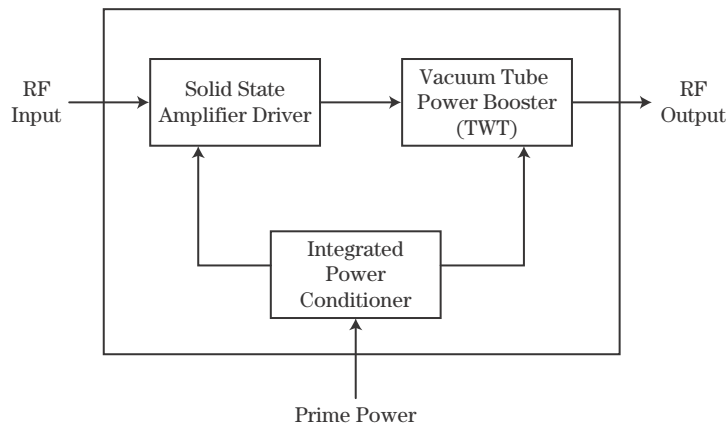 RF
Input
Solid State
Amplifier Driver
Vacuum Tube
Power Booster
(TWT)
RF
Output
Integrated
Power
Conditioner
Prime Power